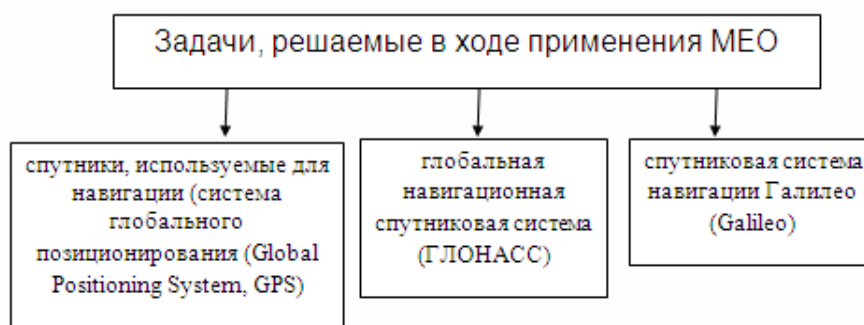 Задачи, решаемые в ходе применения МЕО
спутники, используемые для
навигации (система
глобального
позиционирования (Global
Positioning System, GPS)
глобальная
навигационная
спутниковая система
(ГЛОНАСС)
спутниковая система
навигации Галилео
(Galileo)